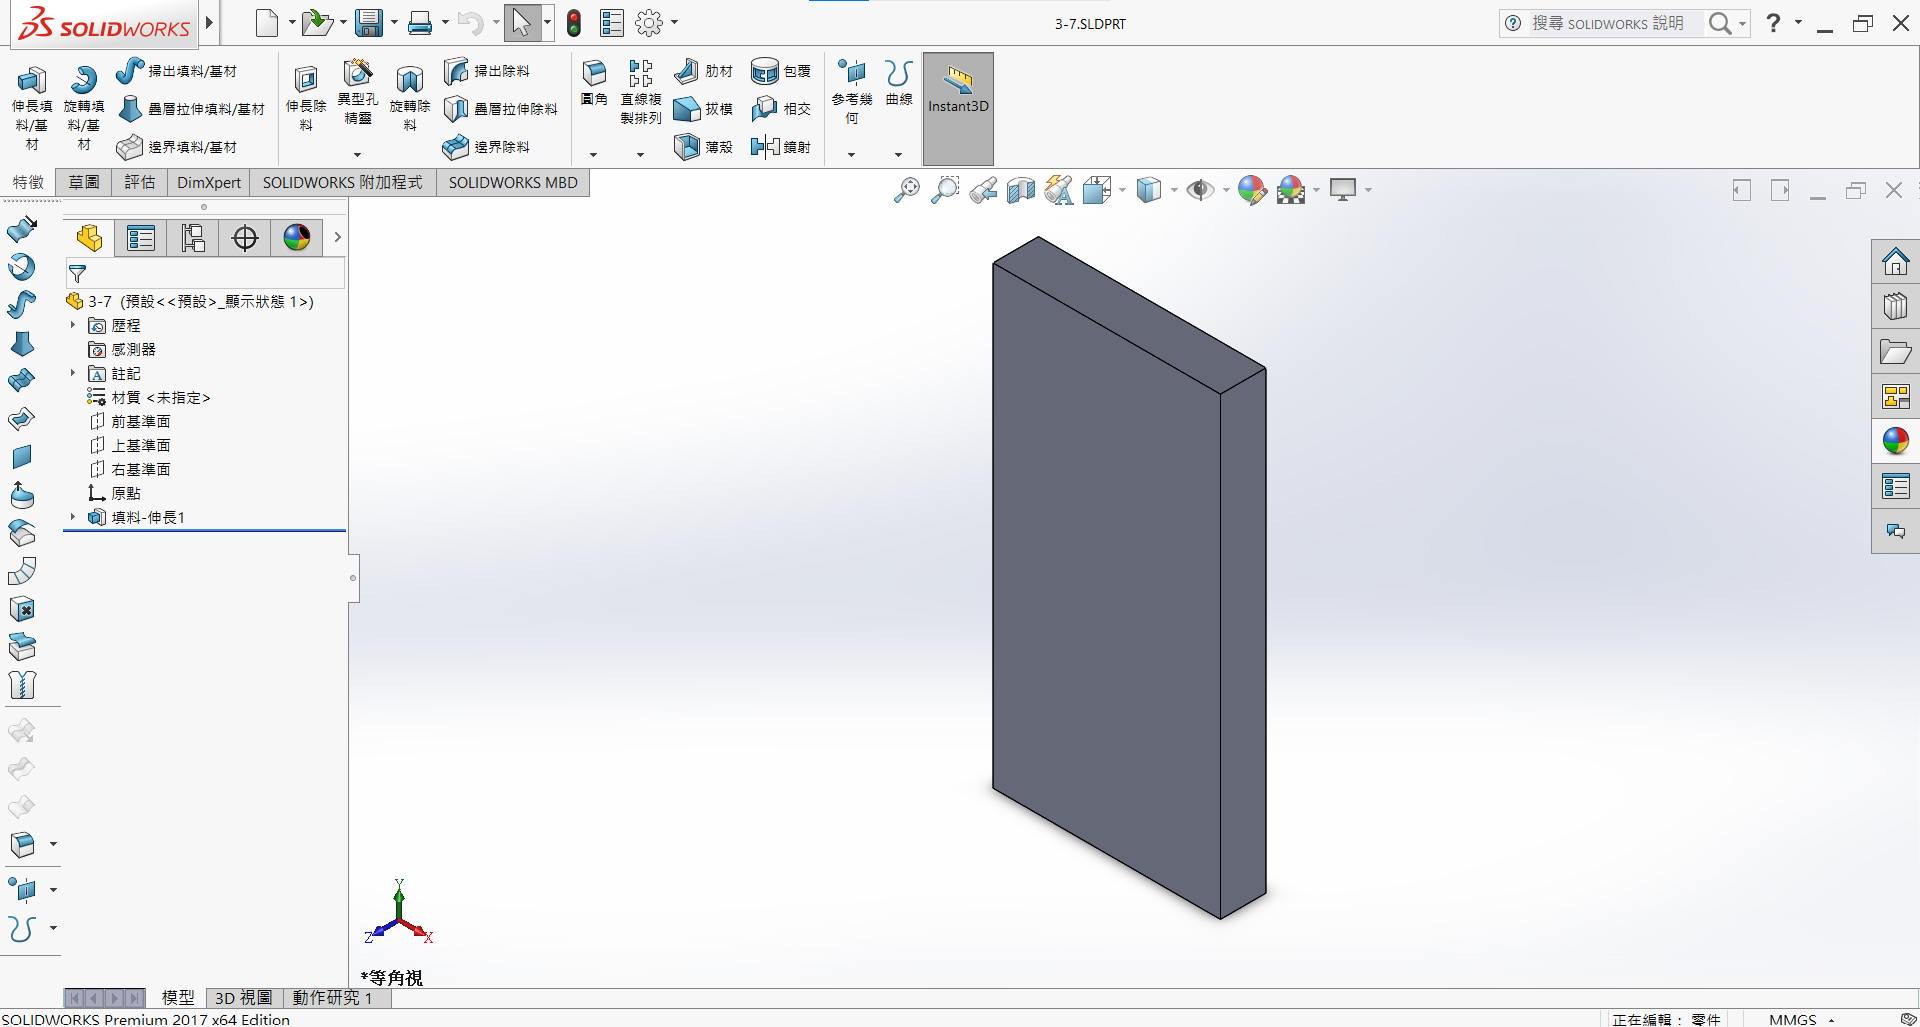 SOLIDWORKS
3-7.SLDPRT
搜尋 SOLIDWORKS 說明
伸長填料/基材
旋轉填料/基材
掃出填料/基材
疊層拉伸填料/基材
邊界填料/基材
伸長除料
異型孔精靈
旋轉除料
掃出除料
疊層拉伸除料
邊界除料
圓角
直線複製排列
肋材
拔模
薄殼
包覆
相交
鏡射
參考幾何
曲線
Instant3D
特徵
草圖
評估
DimXpert
SOLIDWORKS 附加程式
SOLIDWORKS MBD
3-7 (預設<<預設>_顯示狀態 1>)
歷程
感測器
註記
材質 <未指定>
前基準面
上基準面
右基準面
原點
填料-伸長1
Y
Z
X
*等角視
模型
3D 視圖
動作研究 1
SOLIDWORKS Premium 2017 x64 Edition
正在編輯： 零件
MMGS